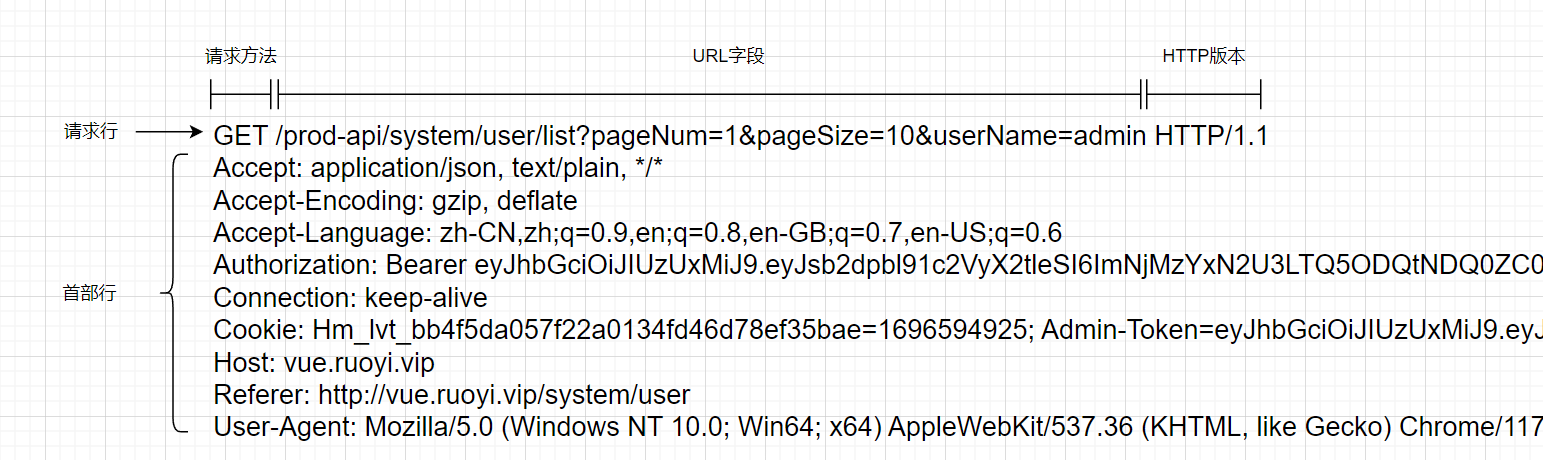 请求方法 URL字段 HTTP版本
请求行 GET /prod-api/system/user/list?pageNum=1&pageSize=10&userName=admin HTTP/1.1
Accept: application/json, text/plain, */*
Accept-Encoding: gzip, deflate
Accept-Language: zh-CN,zh;q=0.9,en;q=0.8,en-GB;q=0.7,en-US;q=0.6
Authorization: Bearer eyJhbGciOiJIUzUxMiJ9.eyJsb2dpbl91c2VyX2tleSI6ImNjMzYxN2U3LTQ5ODQtNDQ0ZC0
首部行 Connection: keep-alive
Cookie: Hm_lvt_bb4f5da057f22a0134fd46d78ef35bae=1696594925; Admin-Token=eyJhbGciOiJIUzUxMiJ9.eyJ
Host: vue.ruoyi.vip
Referer: http://vue.ruoyi.vip/system/user
User-Agent: Mozilla/5.0 (Windows NT 10.0; Win64; x64) AppleWebKit/537.36 (KHTML, like Gecko) Chrome/117